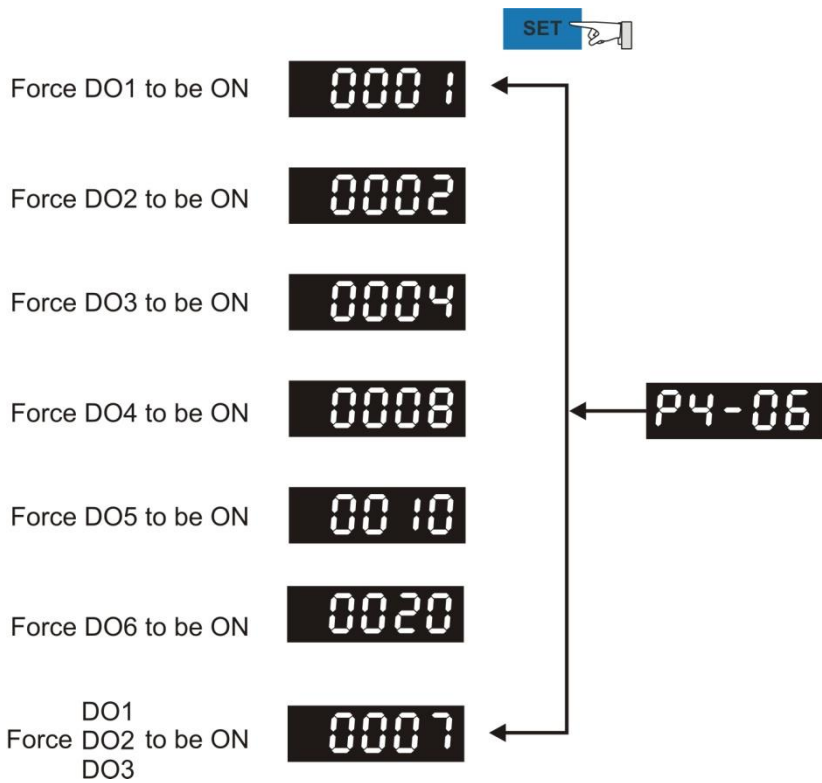 SET
Force DO1 to be ON 0001
Force DO2 to be ON 0002
Force DO3 to be ON 0004
Force DO4 to be ON 0008
P4-06
Force DO5 to be ON 0010
Force DO6 to be ON 0020
DO1
Force DO2 to be ON 0007
DO3